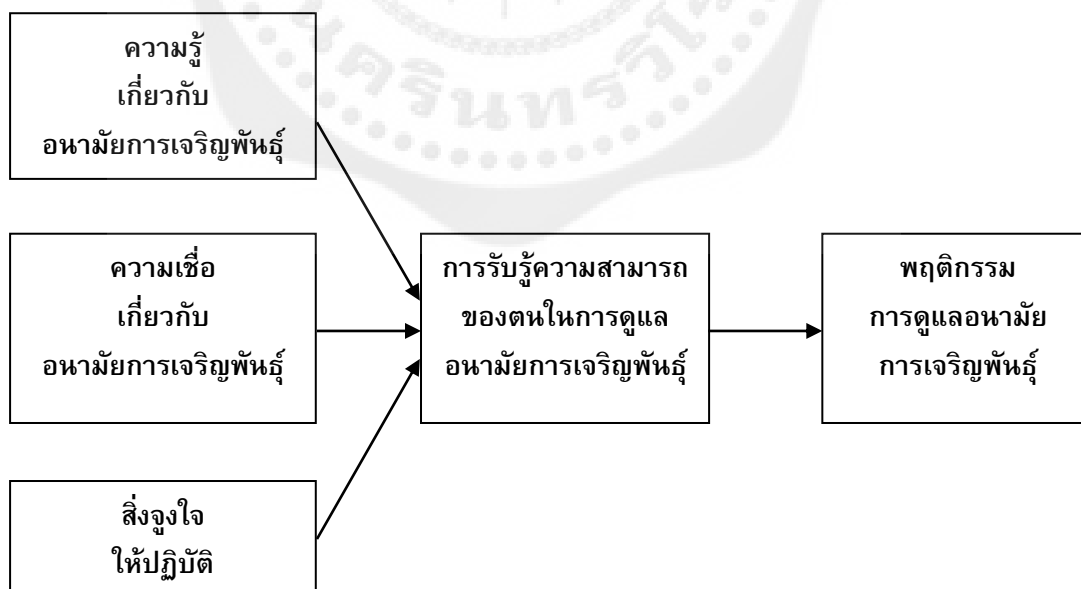 ความรู้
เกี่ยวกับ
อนามัยการเจริญพันธุ์
ความเชื่อ
เกี่ยวกับ
อนามัยการเจริญพันธุ์
การรับรู้ความสามารถ
ของตนในการดูแล
อนามัยการเจริญพันธุ์
พฤติกรรม
การดูแลอนามัย
การเจริญพันธุ์
สิ่งจูงใจ
ให้ปฏิบัติ